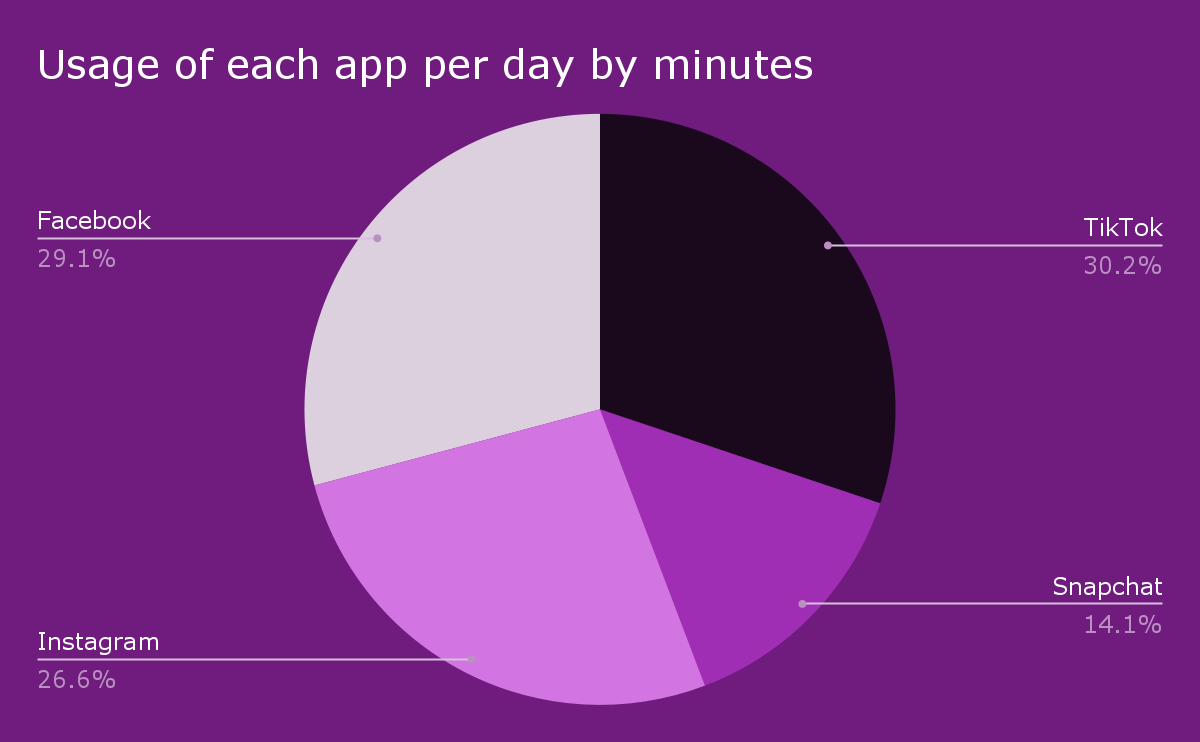 Usage of each app per day by minutes
Facebook
29.1%
TikTok
30.2%
Snapchat
14.1%
Instagram
26.6%